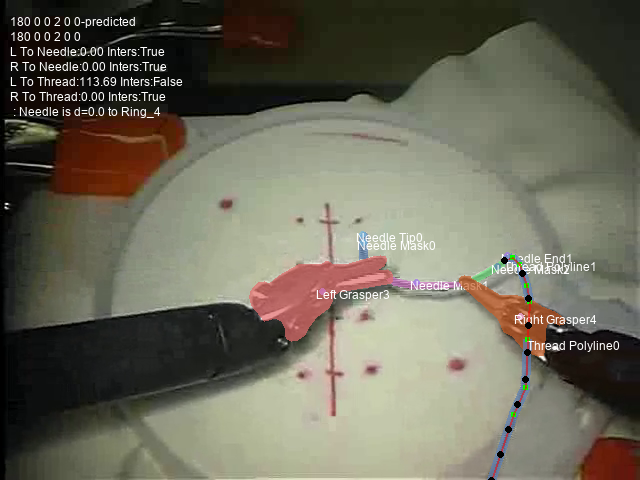 180 0 0 2 0 0-predicted
180 0 0 2 0 0
L To Needle:0.00 Inters:True
R To Needle:0.00 Inters:True
L To Thread:113.69 Inters:False
R To Thread:0.00 Inters:True
: Needle is d=0.0 to Ring_4
Needle Tip0
Needle Mask0
edle End1
Thread Polyline1
Needle Mask2
Needle Mask1
Left Grasper3
Right Grasper4
Thread Polyline0